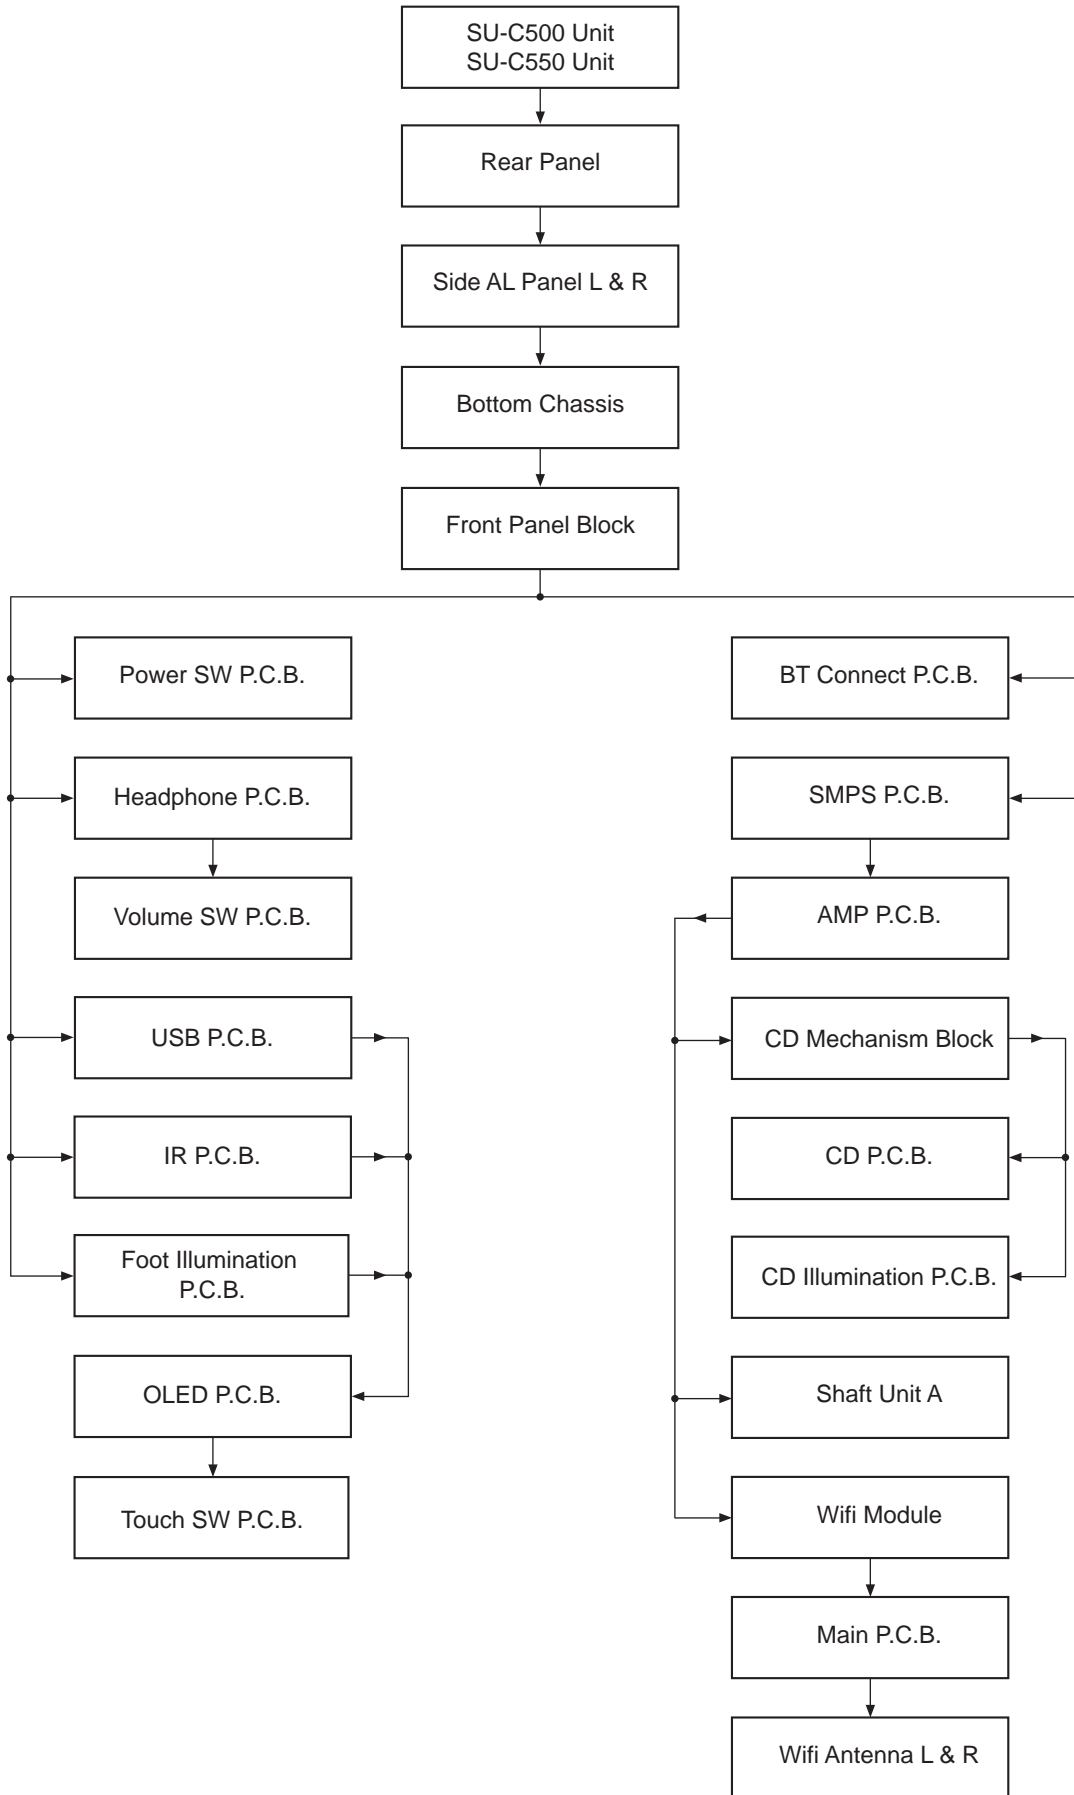 SU-C500 Unit
SU-C550 Unit
Rear Panel
Side AL Panel L & R
Bottom Chassis
Front Panel Block
Power SW P.C.B.
Headphone P.C.B.
Volume SW P.C.B.
USB P.C.B.
IR P.C.B.
Foot Illumination
P.C.B.
OLED P.C.B.
Touch SW P.C.B.
BT Connect P.C.B.
SMPS P.C.B.
AMP P.C.B.
CD Mechanism Block
CD P.C.B.
CD Illumination P.C.B.
Shaft Unit A
Wifi Module
Main P.C.B.
Wifi Antenna L & R